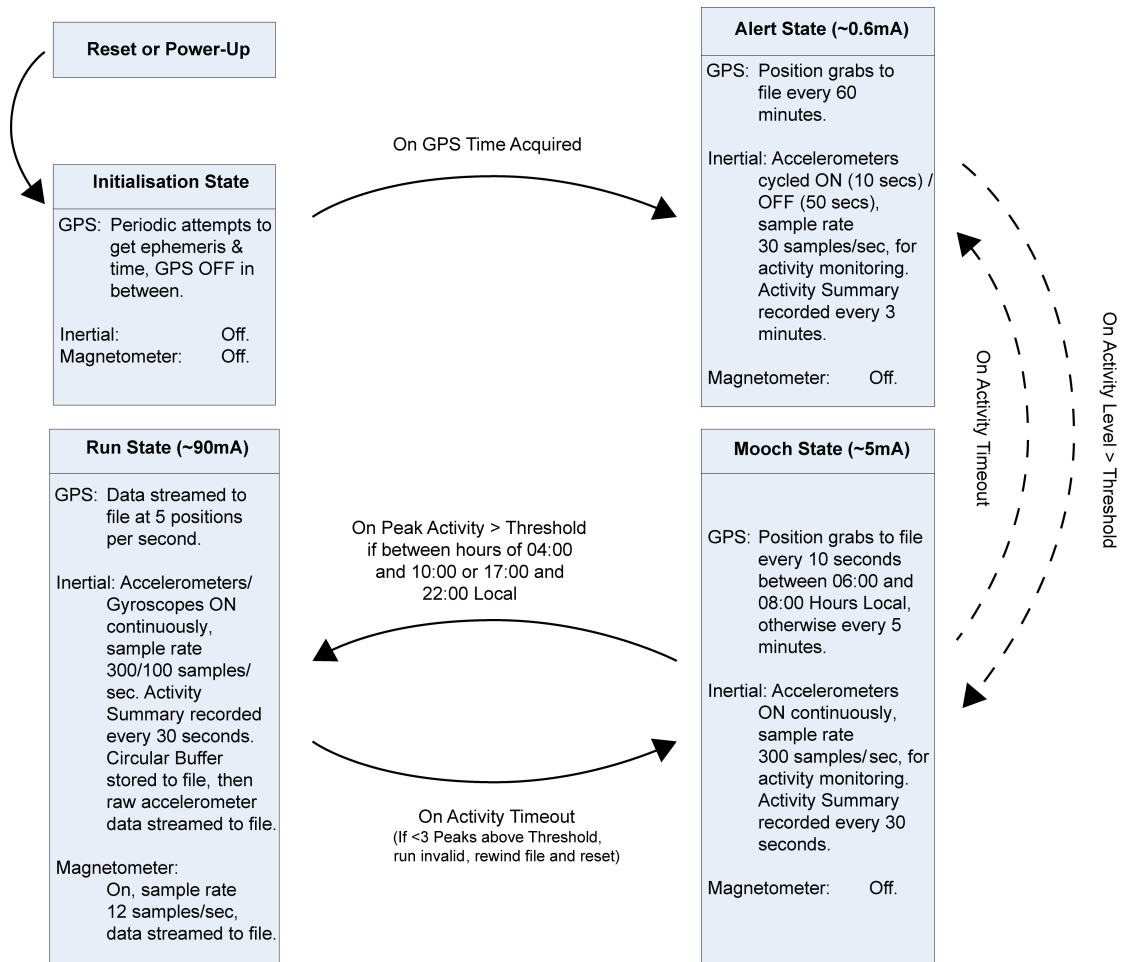 Reset or Power-Up
Initialisation State
GPS: Periodic attempts to
get ephemeris &
time, GPS OFF in
between.
Inertial: Off.
Magnetometer: Off.
On GPS Time Acquired
Alert State (~0.6mA)
GPS: Position grabs to
file every 60
minutes.
Inertial: Accelerometers
cycled ON (10 secs) /
OFF (50 secs),
sample rate
30 samples/sec, for
activity monitoring.
Activity Summary
recorded every 3
minutes.
Magnetometer: Off.
On Activity Timeout
On Activity Level > Threshold
Run State (~90mA)
GPS: Data streamed to
file at 5 positions
per second.
Inertial: Accelerometers/
Gyroscopes ON
continuously,
sample rate
300/100 samples/
sec. Activity
Summary recorded
every 30 seconds.
Circular Buffer
stored to file, then
raw accelerometer
data streamed to file.
Magnetometer:
On, sample rate
12 samples/sec,
data streamed to file.
On Peak Activity > Threshold
if between hours of 04:00
and 10:00 or 17:00 and
22:00 Local
On Activity Timeout
(If <3 Peaks above Threshold,
run invalid, rewind file and reset)
Mooch State (~5mA)
GPS: Position grabs to file
every 10 seconds
between 06:00 and
08:00 Hours Local,
otherwise every 5
minutes.
Inertial: Accelerometers
ON continuously,
sample rate
300 samples/sec, for
activity monitoring.
Activity Summary
recorded every 30
seconds.
Magnetometer: Off.